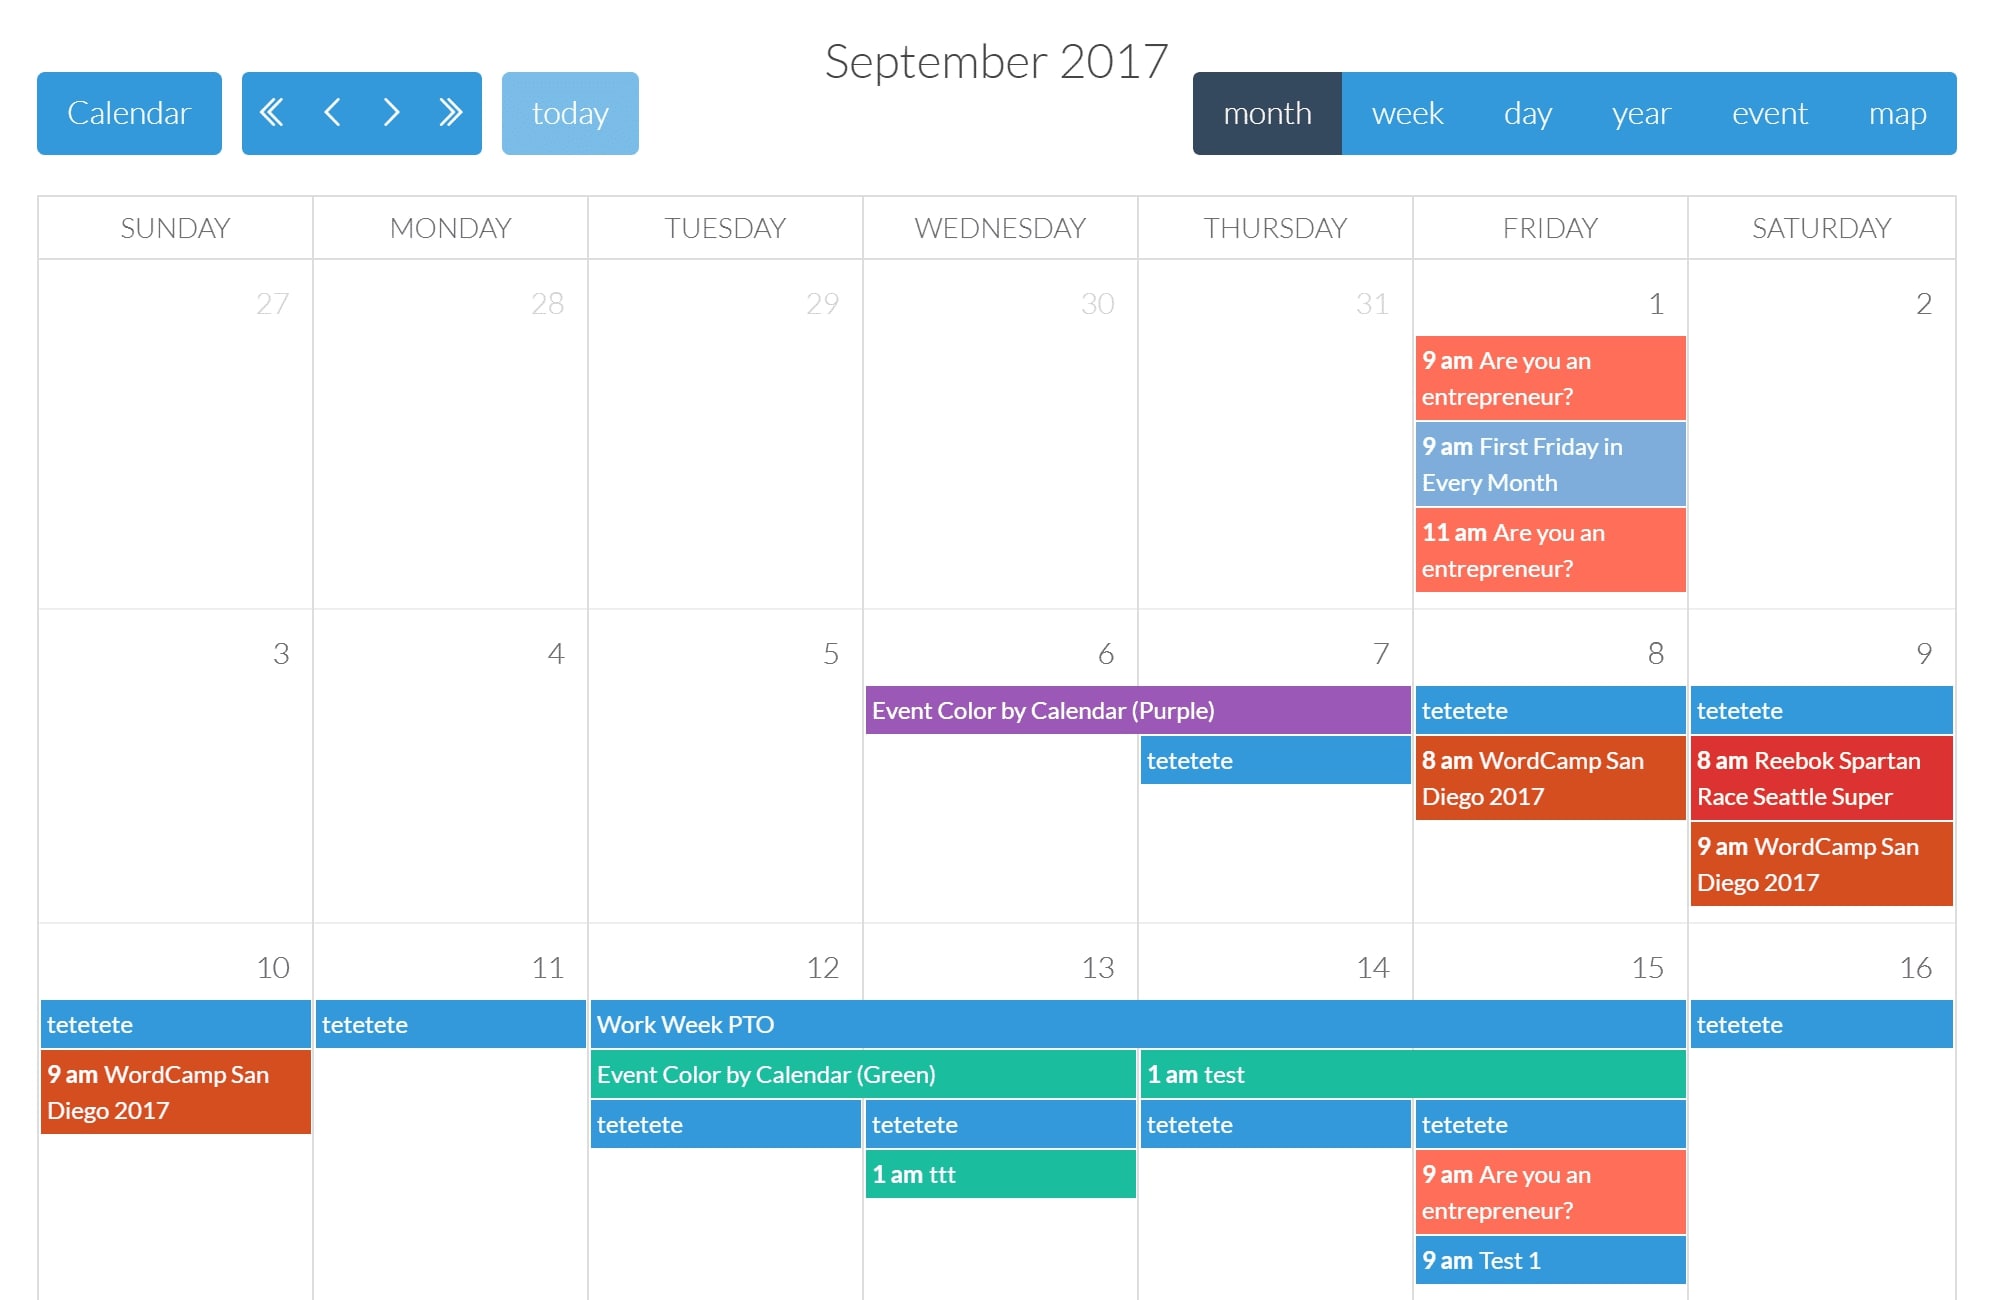 September 2017
Calendar
today
month week day year event map
SUNDAY MONDAY TUESDAY WEDNESDAY THURSDAY FRIDAY SATURDAY
27 28 29 30 31 1 2
9 am Are you an
entrepreneur?
9 am First Friday in
Every Month
11 am Are you an
entrepreneur?
3 4 5 6 7 8 9
Event Color by Calendar (Purple)
tetetete
tetetete
8 am WordCamp San
Diego 2017
tetetete
8 am Reebok Spartan
Race Seattle Super
9 am WordCamp San
Diego 2017
10 11 12 13 14 15 16
tetetete
9 am WordCamp San
Diego 2017
tetetete
Work Week PTO
Event Color by Calendar (Green)
1 am test
tetetete
tetetete
1 am ttt
tetetete
tetetete
9 am Are you an
entrepreneur?
9 am Test 1
tetetete